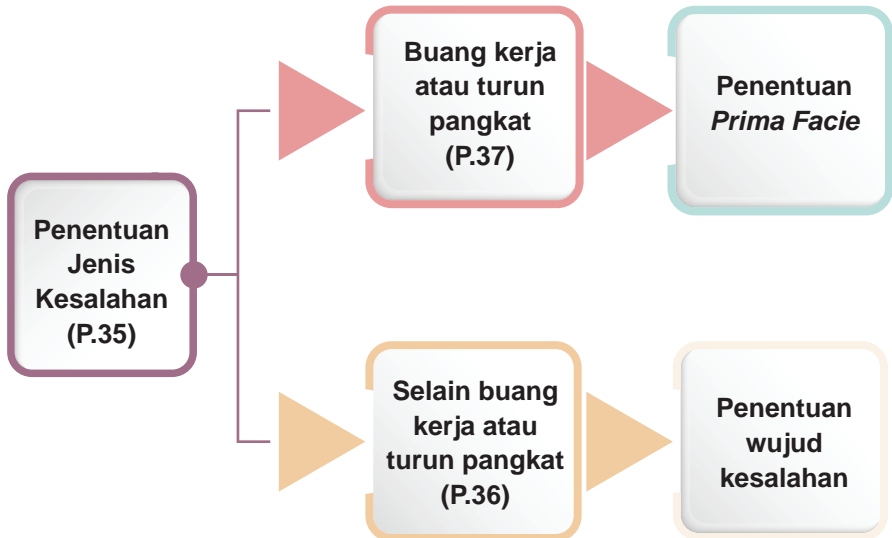 Penentuan
Jenis
Kesalahan
(P.35)
Buang kerja
atau turun
pangkat
(P.37)
Penentuan
Prima Facie
Selain buang
kerja atau
turun pangkat
(P.36)
Penentuan
wujud
kesalahan